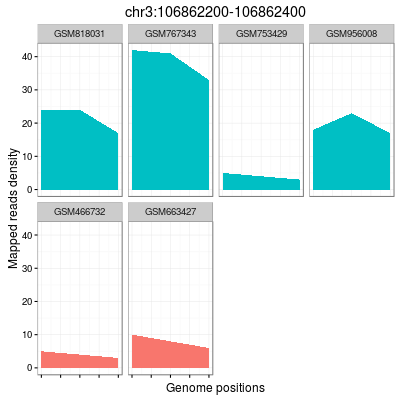 chr3:106862200-106862400
GSM818031 GSM767343 GSM753429 GSM956008
40
30
20
10
0
GSM466732 GSM663427
40
30
20
10
0
Mapped reads density
Genome positions